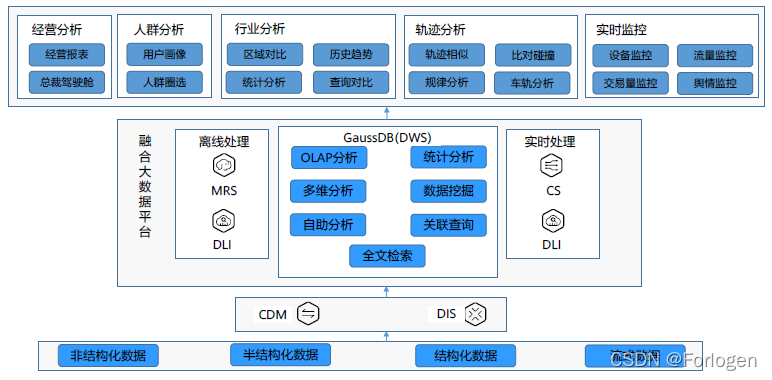 经营分析
经营报表
总裁驾驶舱
人群分析
用户画像
人群圈选
行业分析
区域对比
历史趋势
统计分析
查询对比
轨迹分析
轨迹相似
比对碰撞
规律分析
车轨分析
实时监控
设备监控
流量监控
交易量监控
舆情监控
融合大数据平台
离线处理
MRS
DLI
GaussDB(DWS)
OLAP分析
统计分析
多维分析
数据挖掘
自助分析
关联查询
全文检索
实时处理
CS
DLI
CDM
DIS
非结构化数据
半结构化数据
结构化数据
流式数据
CSDN @Forlogen